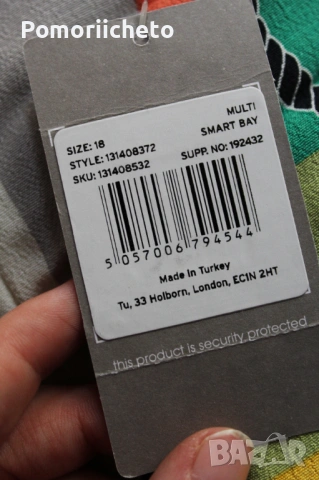 Pomoriicheto
SIZE: 18
MULTI
STYLE: 131408372
SMART BAY
SKU: 131408532
SUPP. NO: 192432
5 057006 794544
Made In Turkey
Tu, 33 Holborn, London, EC1N 2HT
this product is security protected
BAZAR